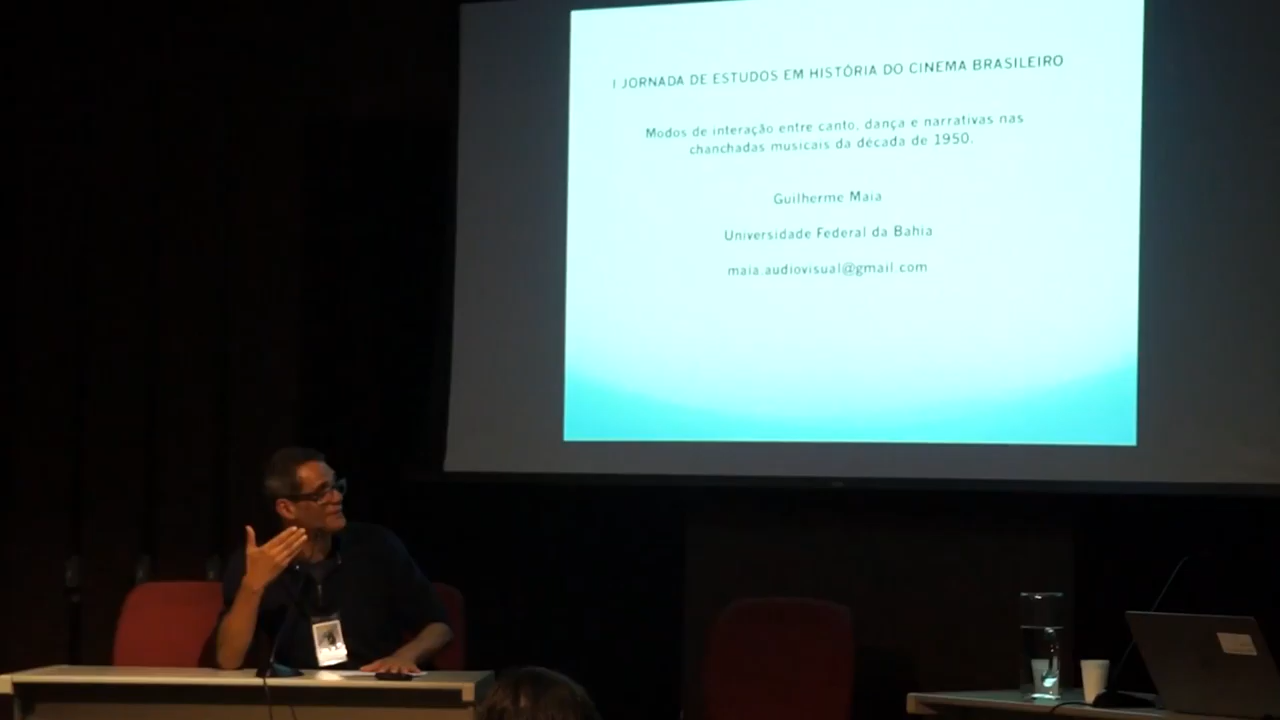 I JORNADA DE ESTUDOS EM HISTÓRIA DO CINEMA BRASILEIRO
Modos de interação entre canto, dança e narrativas nas
chanchadas musicais da década de 1950.
Guilherme Maia
Universidade Federal da Bahia
maia.audiovisual@gmail.com